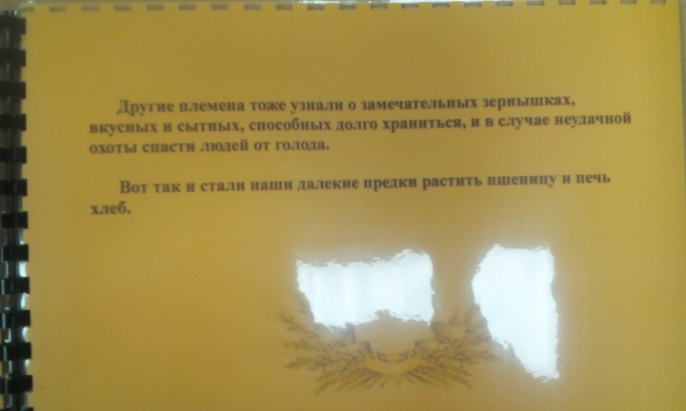 Другие племена тоже узнали о замечательных зернышках,
вкусных и сытных, способных долго храниться, и в случае неудачной
охоты спасти людей от голода.
Вот так и стали наши далекие предки растить пшеницу и печь
хлеб.